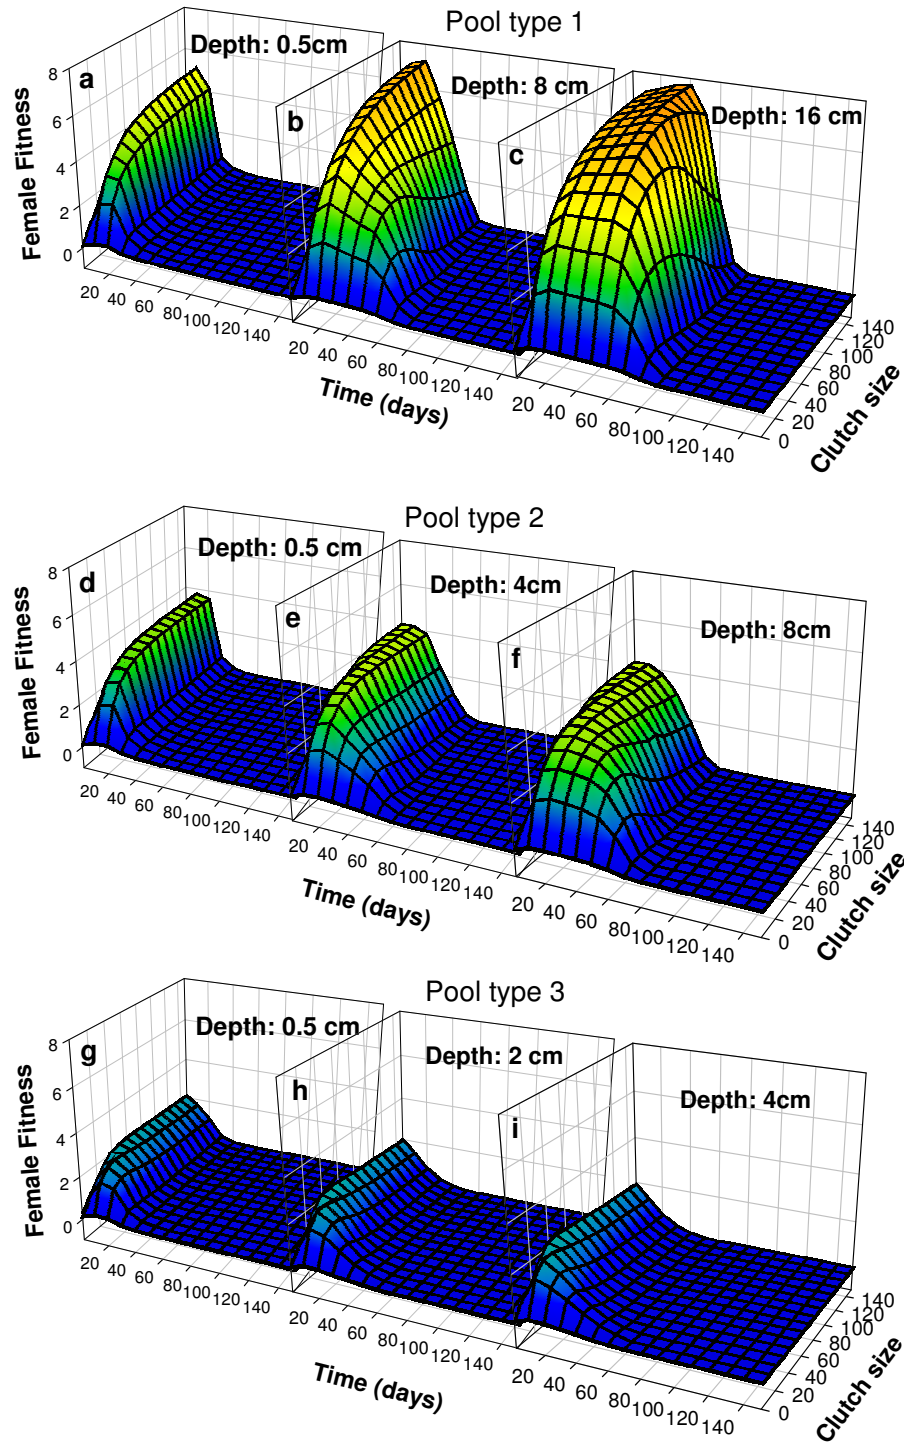 Pool type 1
Depth: 0.5cm
Depth: 8 cm
Depth: 16 cm
a
b
c
Female Fitness
8
6
4
2
0
20 40 60 80 100 120 140
20 40 60 80 100 120 140
20 40 60 80 100 120 140
Time (days)
140
120
100
80
60
40
20
0
Clutch size
Pool type 2
Depth: 0.5 cm
Depth: 4cm
Depth: 8cm
d
e
f
Female Fitness
8
6
4
2
0
20 40 60 80 100 120 140
20 40 60 80 100 120 140
20 40 60 80 100 120 140
Time (days)
140
120
100
80
60
40
20
0
Clutch size
Pool type 3
Depth: 0.5 cm
Depth: 2 cm
Depth: 4cm
g
h
i
Female Fitness
8
6
4
2
0
20 40 60 80 100 120 140
20 40 60 80 100 120 140
20 40 60 80 100 120 140
Time (days)
140
120
100
80
60
40
20
0
Clutch size